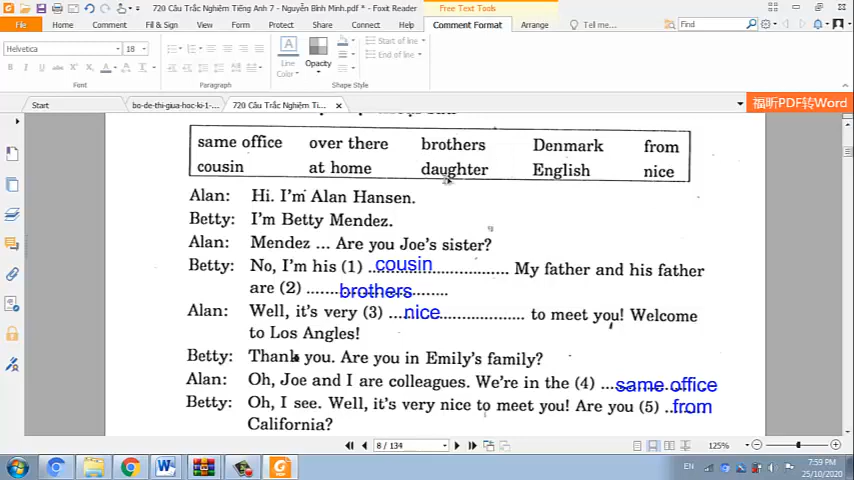 720 Câu Trắc Nghiệm Tiếng Anh 7 - Nguyễn Bình Minh.pdf * - Foxit Reader
Free Text Tools
File Home Comment View Form Protect Share Connect Help Comment Format Arrange Tell me... Find
Helvetica 18
B I U
Font Paragraph
Line Color
Opacity
Start of line
End of line
Shape Style
Start bo-de-thi-giua-hoc-ki-1-... 720 Câu Trắc Nghiệm Ti... 福昕PDF转Word
same office over there brothers Denmark from
cousin at home daughter English nice
Alan: Hi. I'm Alan Hansen.
Betty: I'm Betty Mendez.
Alan: Mendez ... Are you Joe's sister?
Betty: No, I'm his (1) ...cousin........... My father and his father
are (2) ........brothers........
Alan: Well, it's very (3) ...nice.............. to meet you! Welcome
to Los Angles!
Betty: Thank you. Are you in Emily's family?
Alan: Oh, Joe and I are colleagues. We're in the (4) ...same office
Betty: Oh, I see. Well, it's very nice to meet you! Are you (5) ..from
California?
8 / 134 125%
EN 7:59 PM
25/10/2020